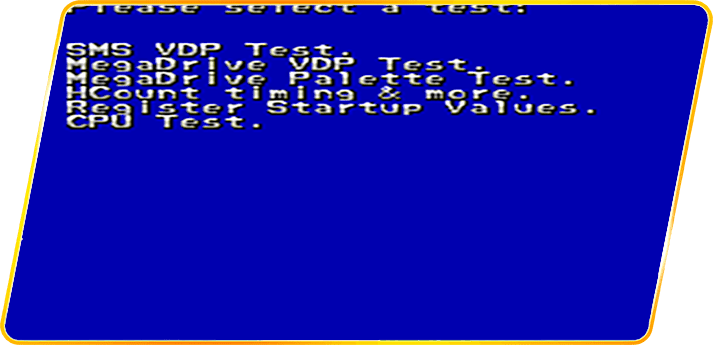 Please select a test:
SMS VDP Test.
MegaDrive VDP Test.
MegaDrive Palette Test.
HCount timing & more.
Register Startup Values.
CPU Test.